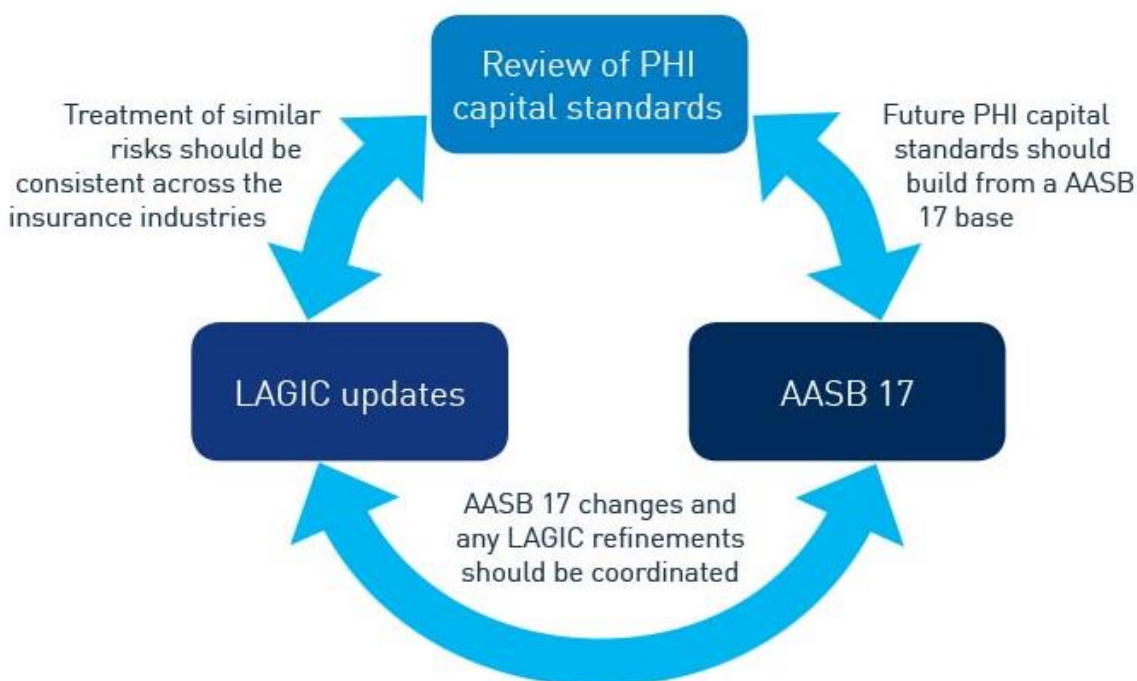 Review of PHI
capital standards
Treatment of similar
risks should be
consistent across the
insurance industries
Future PHI capital
standards should
build from a AASB
17 base
LAGIC updates
AASB 17
AASB 17 changes and
any LAGIC refinements
should be coordinated